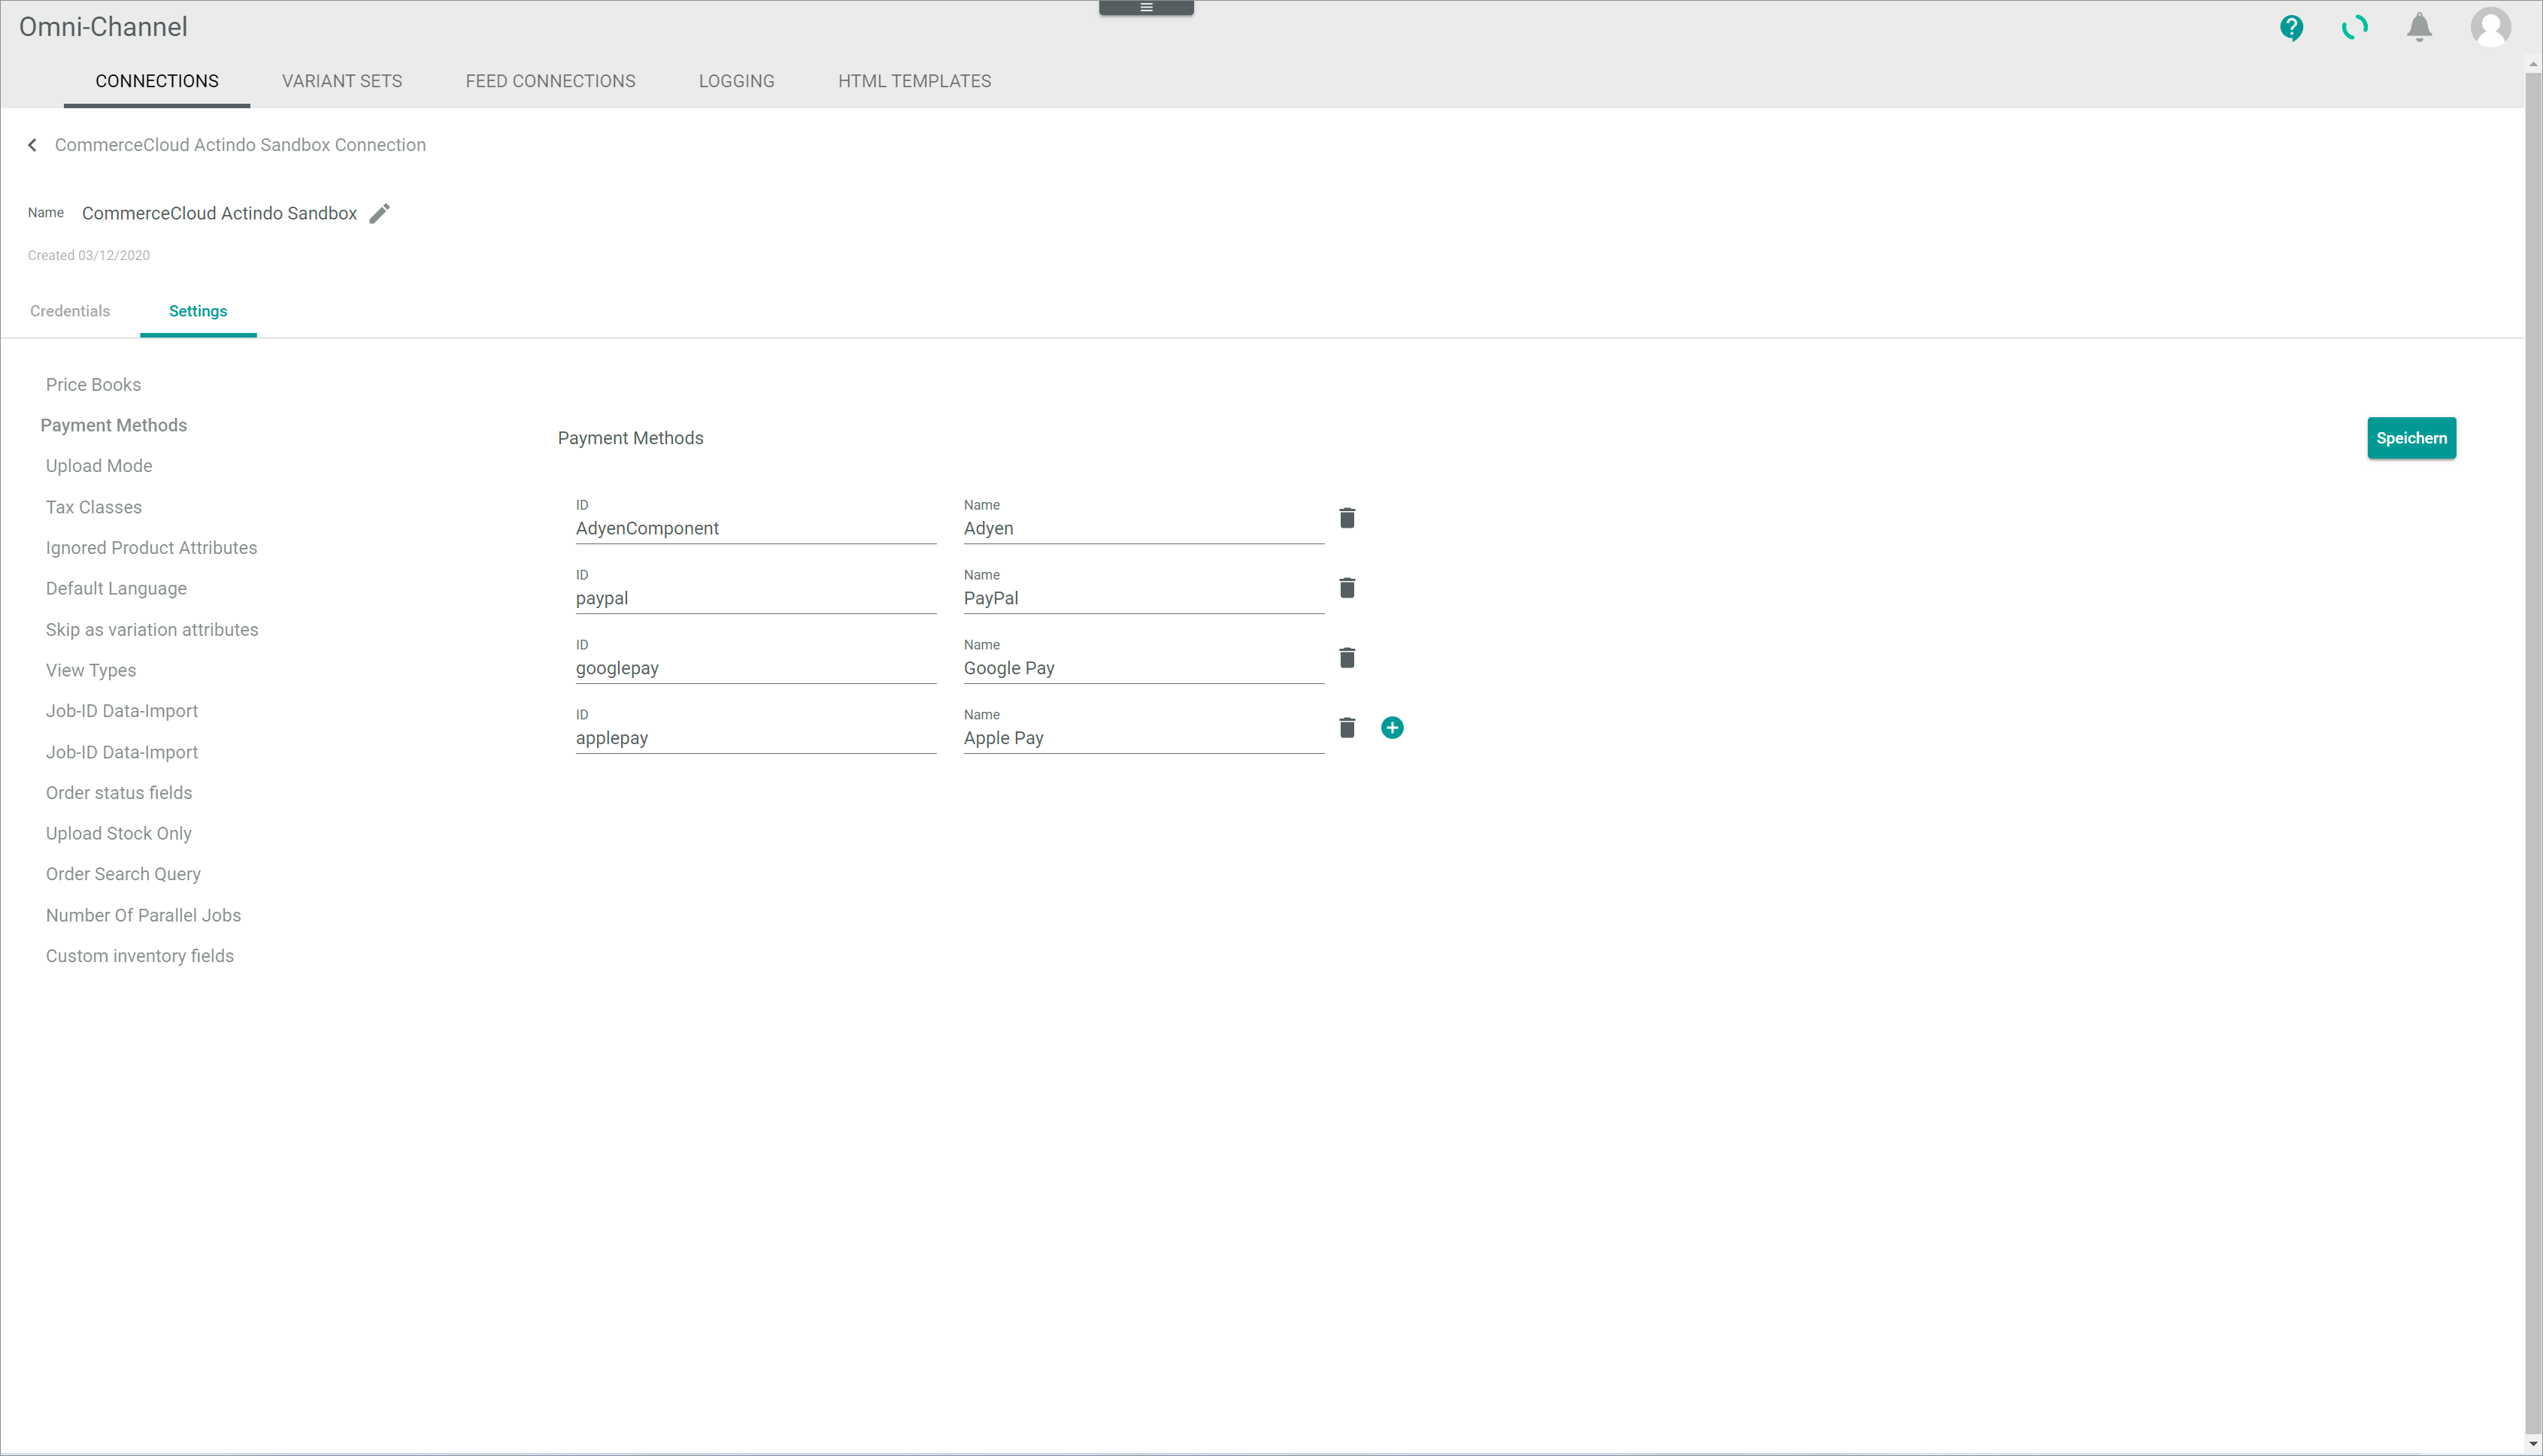 Omni-Channel
CONNECTIONS VARIANT SETS FEED CONNECTIONS LOGGING HTML TEMPLATES
CommerceCloud Actindo Sandbox Connection
Name CommerceCloud Actindo Sandbox
Created 03/12/2020
Credentials Settings
Price Books
Payment Methods
Upload Mode
Tax Classes
Ignored Product Attributes
Default Language
Skip as variation attributes
View Types
Job-ID Data-Import
Job-ID Data-Import
Order status fields
Upload Stock Only
Order Search Query
Number Of Parallel Jobs
Custom inventory fields
Payment Methods
Speichern
ID Name
AdyenComponent Adyen
ID Name
paypal PayPal
ID Name
googlepay Google Pay
ID Name
applepay Apple Pay